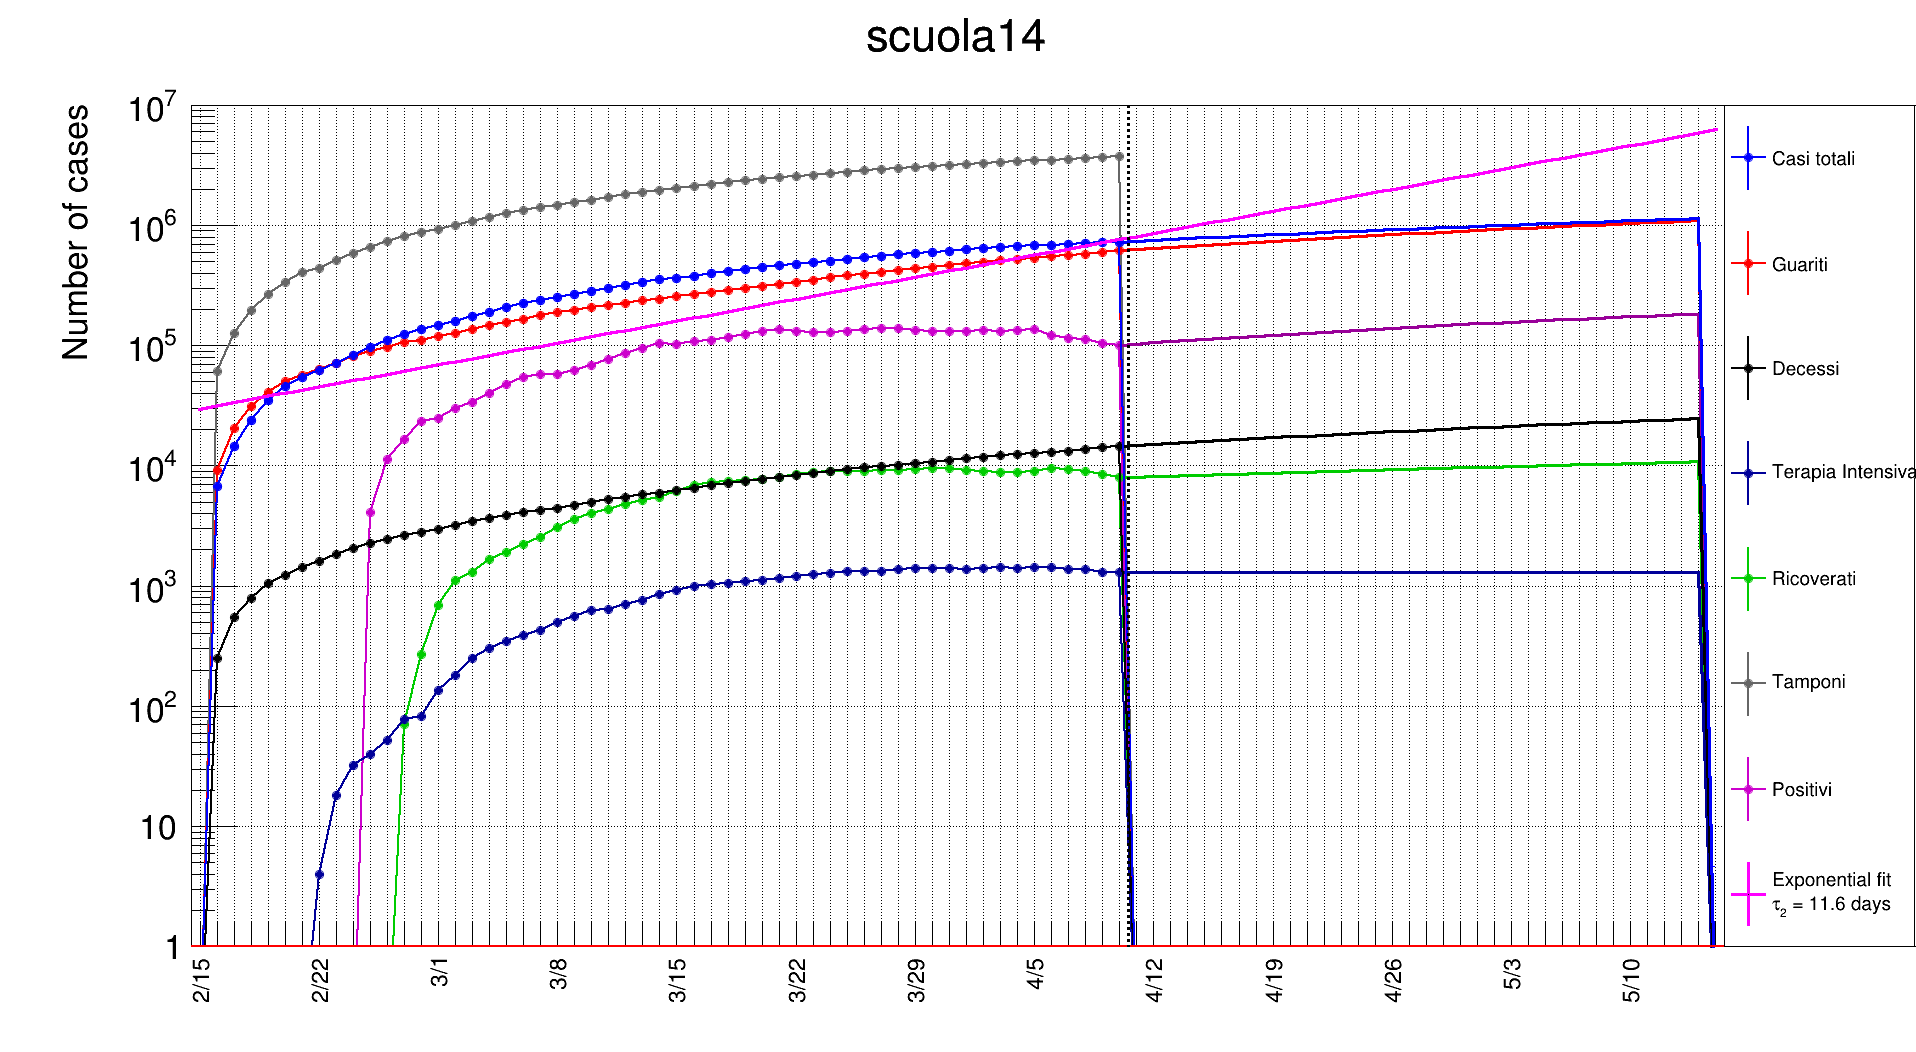 scuola14
Number of cases
10^7
10^6
10^5
10^4
10^3
10^2
10
1
2/15
2/22
3/1
3/8
3/15
3/22
3/29
4/5
4/12
4/19
4/26
5/3
5/10
Casi totali
Guariti
Decessi
Terapia Intensiva
Ricoverati
Tamponi
Positivi
Exponential fit
τ₂ = 11.6 days